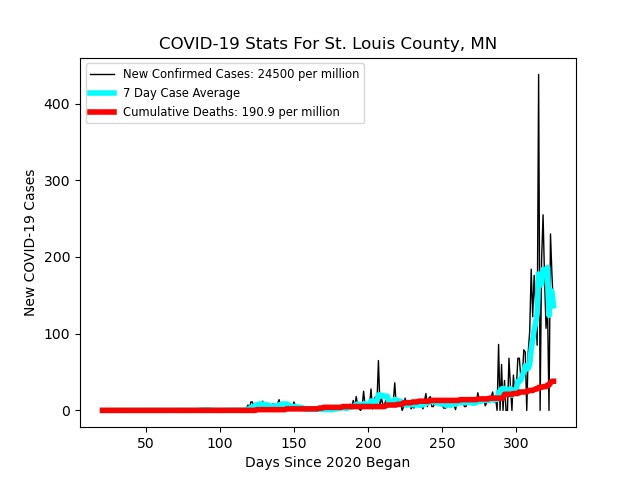 COVID-19 Stats For St. Louis County, MN
New Confirmed Cases: 24500 per million
7 Day Case Average
Cumulative Deaths: 190.9 per million
New COVID-19 Cases
400
300
200
100
0
50 100 150 200 250 300
Days Since 2020 Began